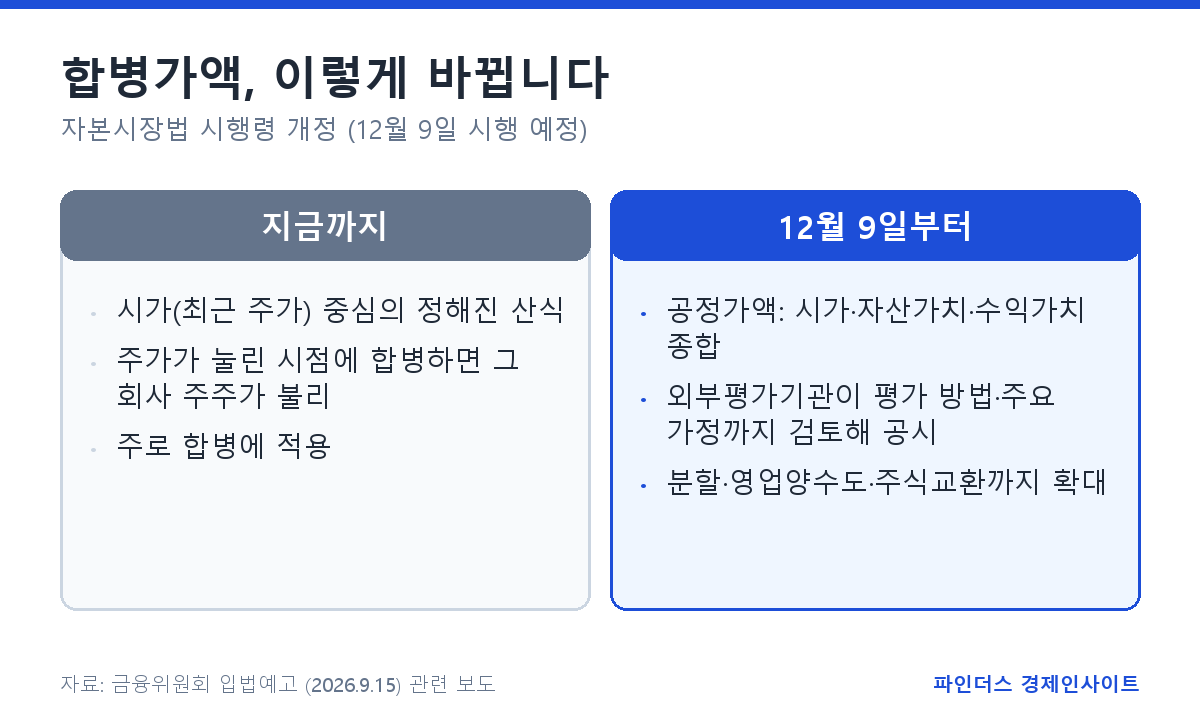 합병가액, 이렇게 바뀝니다
자본시장법 시행령 개정 (12월 9일 시행 예정)
지금까지
· 시가(최근 주가) 중심의 정해진 산식
· 주가가 눌린 시점에 합병하면 그
회사 주주가 불리
· 주로 합병에 적용
12월 9일부터
· 공정가액: 시가·자산가치·수익가치
종합
· 외부평가기관이 평가 방법·주요
가정까지 검토해 공시
· 분할·영업양수도·주식교환까지 확대
자료: 금융위원회 입법예고 (2026.9.15) 관련 보도
파인더스 경제인사이트